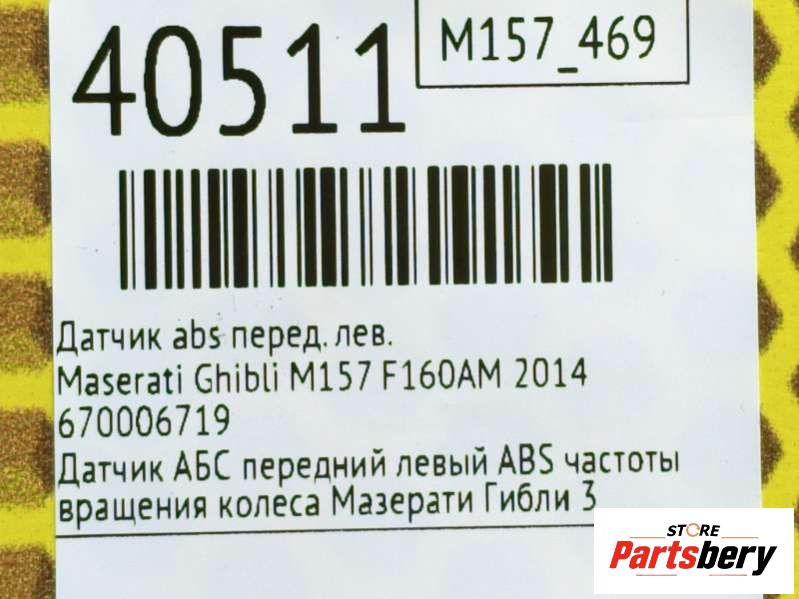 40511
M157_469
Датчик abs перед. лев.
Maserati Ghibli M157 F160AM 2014
670006719
Датчик АБС передний левый ABS частоты
вращения колеса Мазерати Гибли 3
STORE
Partsbery